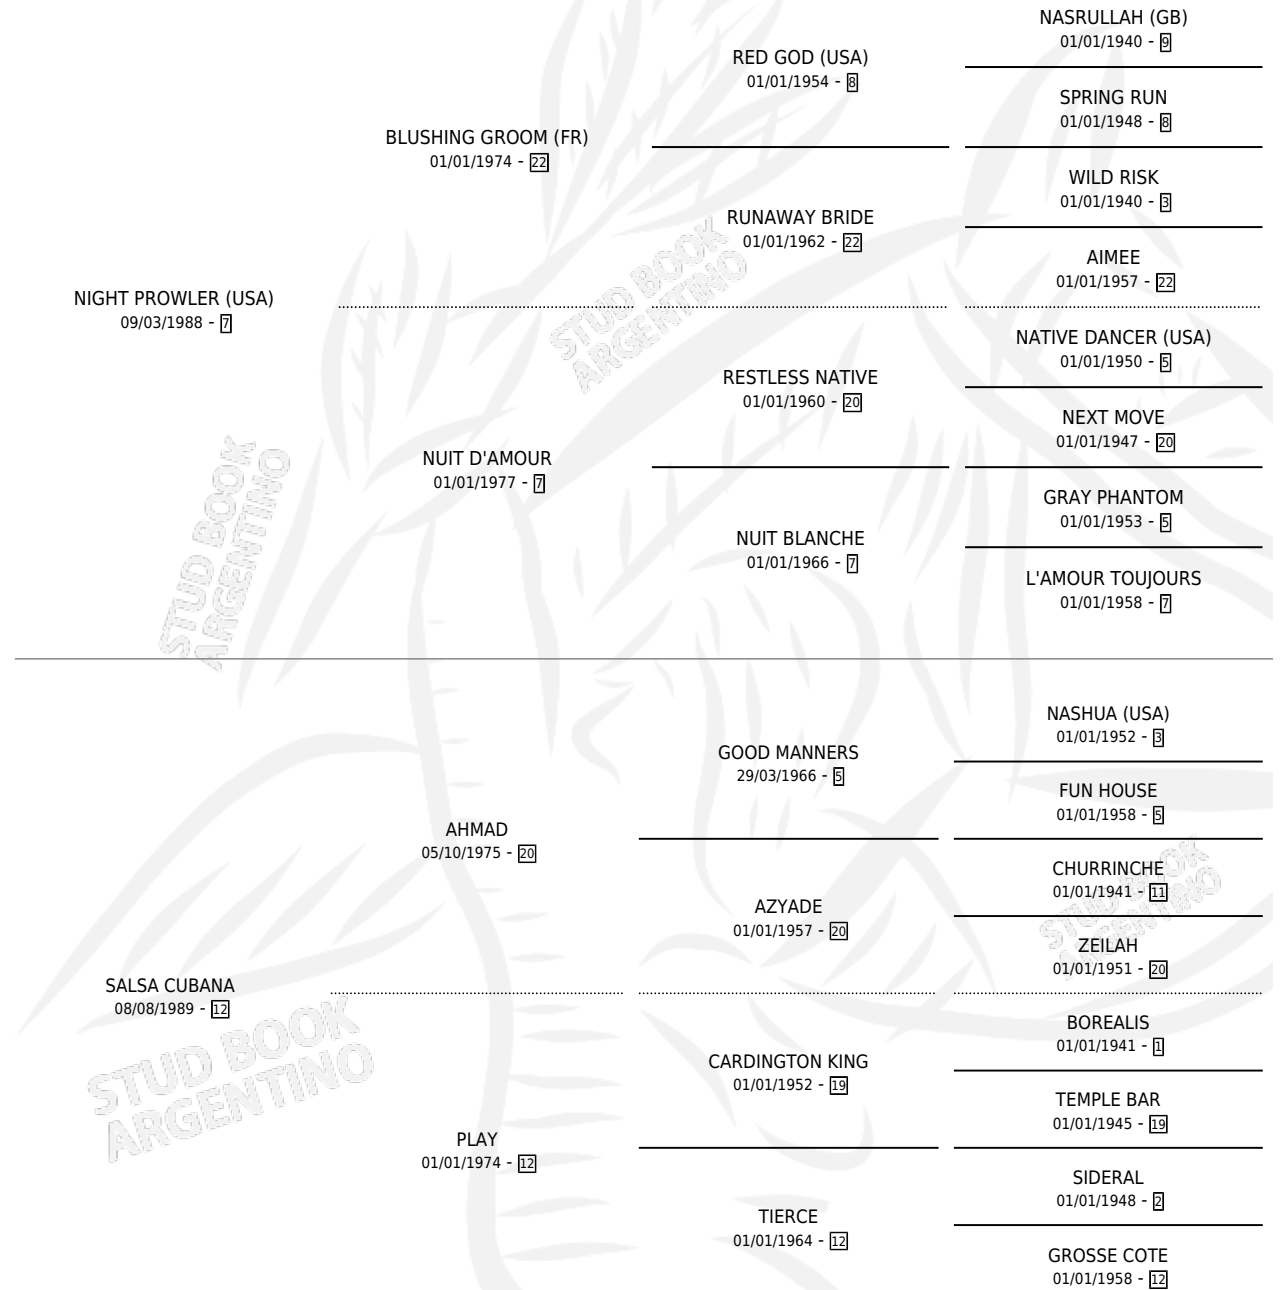 NASRULLAH (GB)
01/01/1940 - 9
RED GOD (USA)
01/01/1954 - 8
SPRING RUN
01/01/1948 - 8
BLUSHING GROOM (FR)
01/01/1974 - 22
WILD RISK
01/01/1940 - 3
RUNAWAY BRIDE
01/01/1962 - 22
AIMEE
01/01/1957 - 22
NIGHT PROWLER (USA)
09/03/1988 - 7
STUD BOOK
ARGENTINO
NATIVE DANCER (USA)
01/01/1950 - 5
RESTLESS NATIVE
01/01/1960 - 20
NEXT MOVE
01/01/1947 - 20
NUIT D'AMOUR
01/01/1977 - 7
GRAY PHANTOM
01/01/1953 - 5
NUIT BLANCHE
01/01/1966 - 7
L'AMOUR TOUJOURS
01/01/1958 - 7
STUD BOOK
ARGENTINO
NASHUA (USA)
01/01/1952 - 3
GOOD MANNERS
29/03/1966 - 5
FUN HOUSE
01/01/1958 - 5
AHMAD
05/10/1975 - 20
CHURRINCHE
01/01/1941 - 11
AZYADE
01/01/1957 - 20
ZEILAH
01/01/1951 - 20
STUD BOOK
ARGENTINO
SALSA CUBANA
08/08/1989 - 12
BOREALIS
01/01/1941 - 1
CARDINGTON KING
01/01/1952 - 19
TEMPLE BAR
01/01/1945 - 19
STUD BOOK
ARGENTINO
PLAY
01/01/1974 - 12
SIDERAL
01/01/1948 - 2
TIERCE
01/01/1964 - 12
GROSSE COTE
01/01/1958 - 12